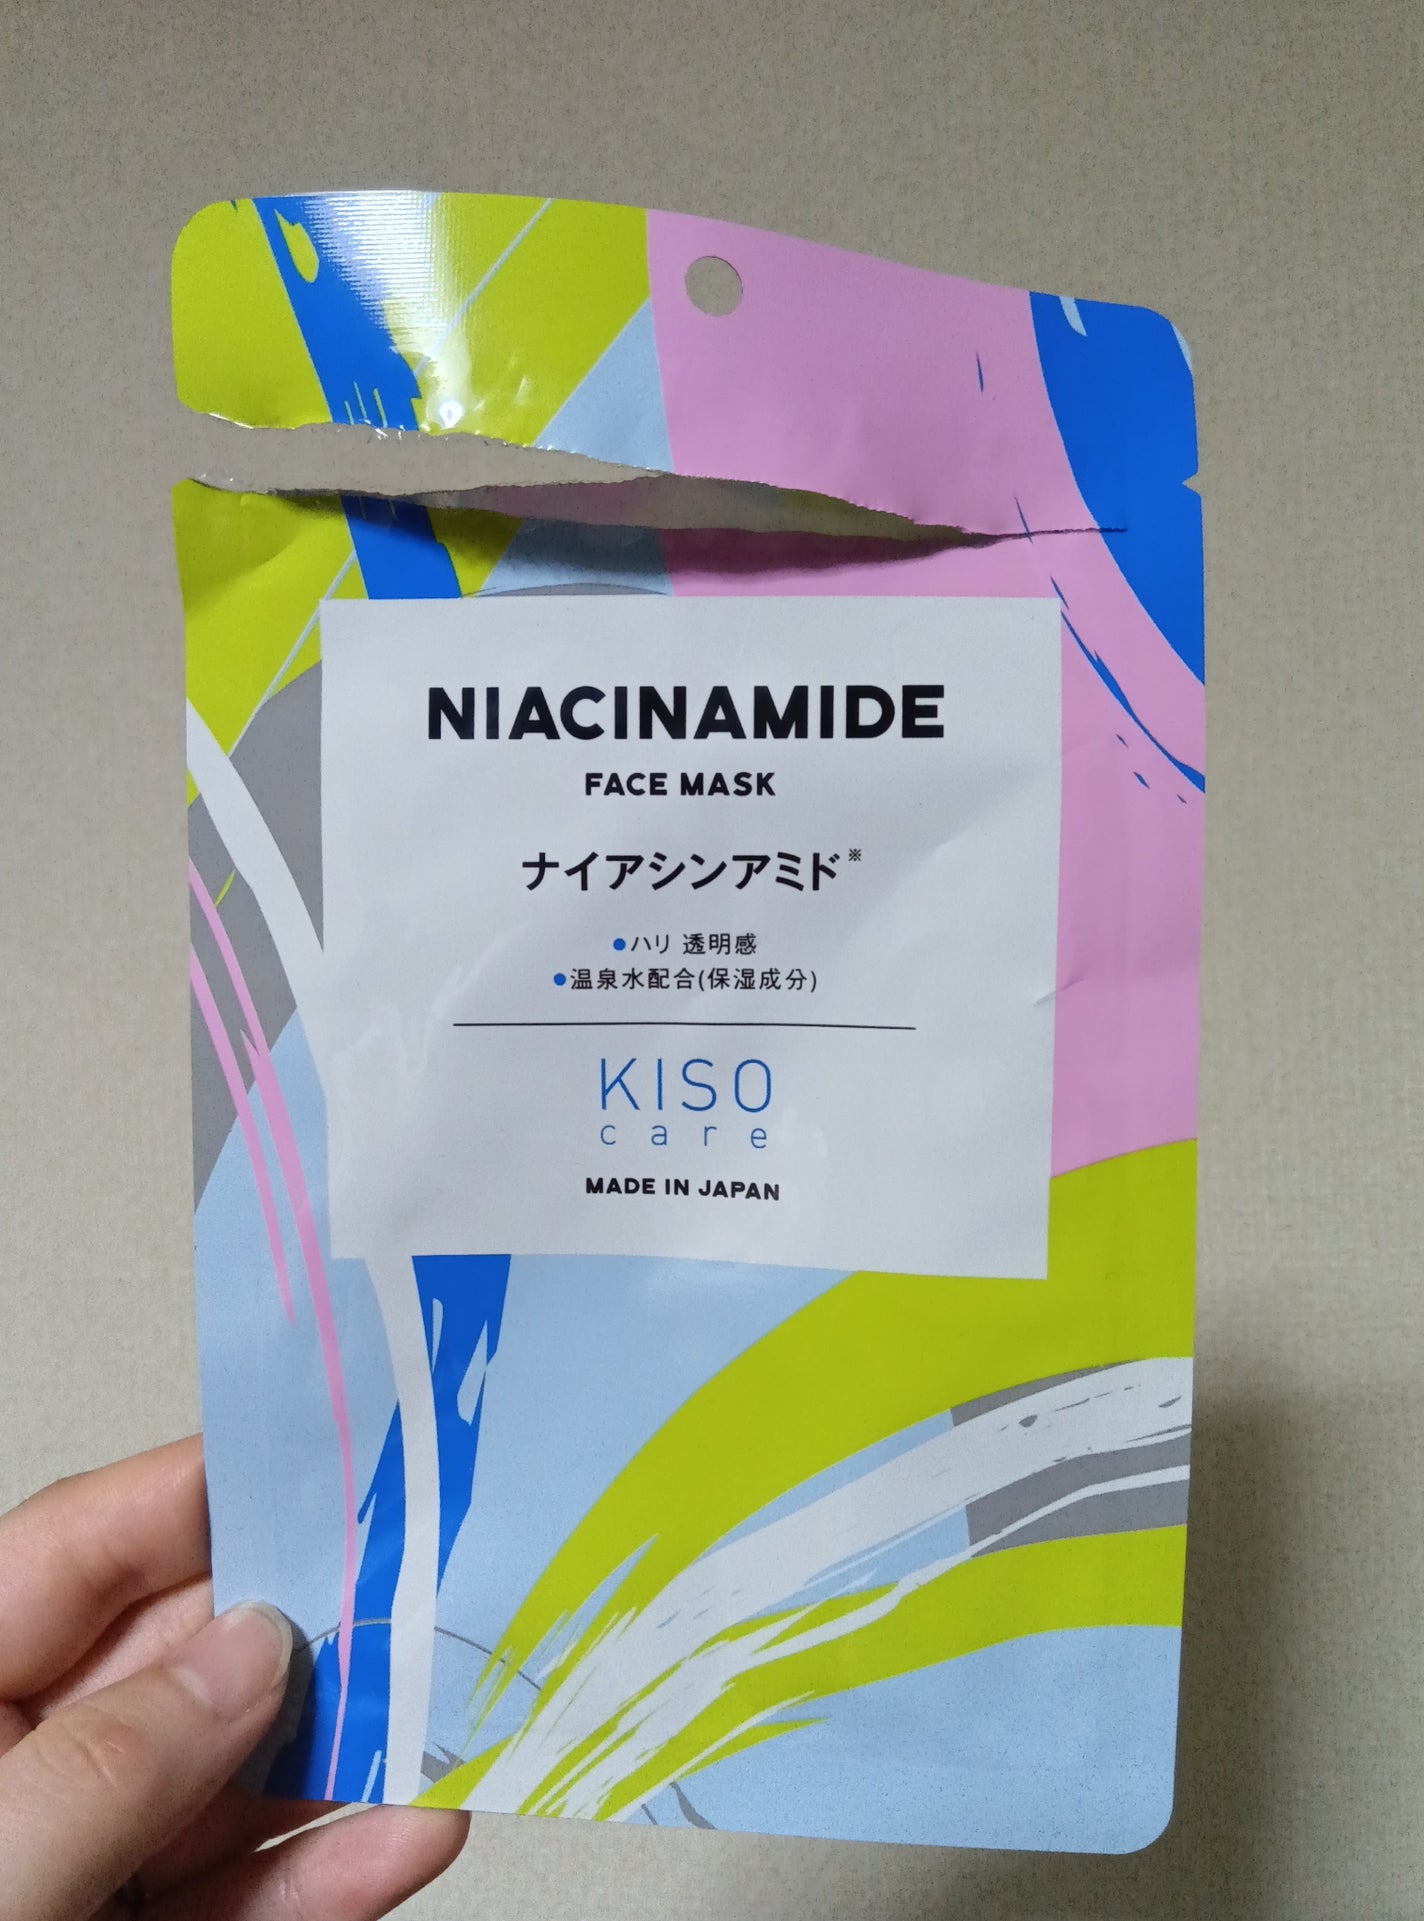 NIACINAMIDE
FACE MASK
ナイアシンアミド※
●ハリ 透明感
●温泉水配合(保湿成分)
KISO
care
MADE IN JAPAN